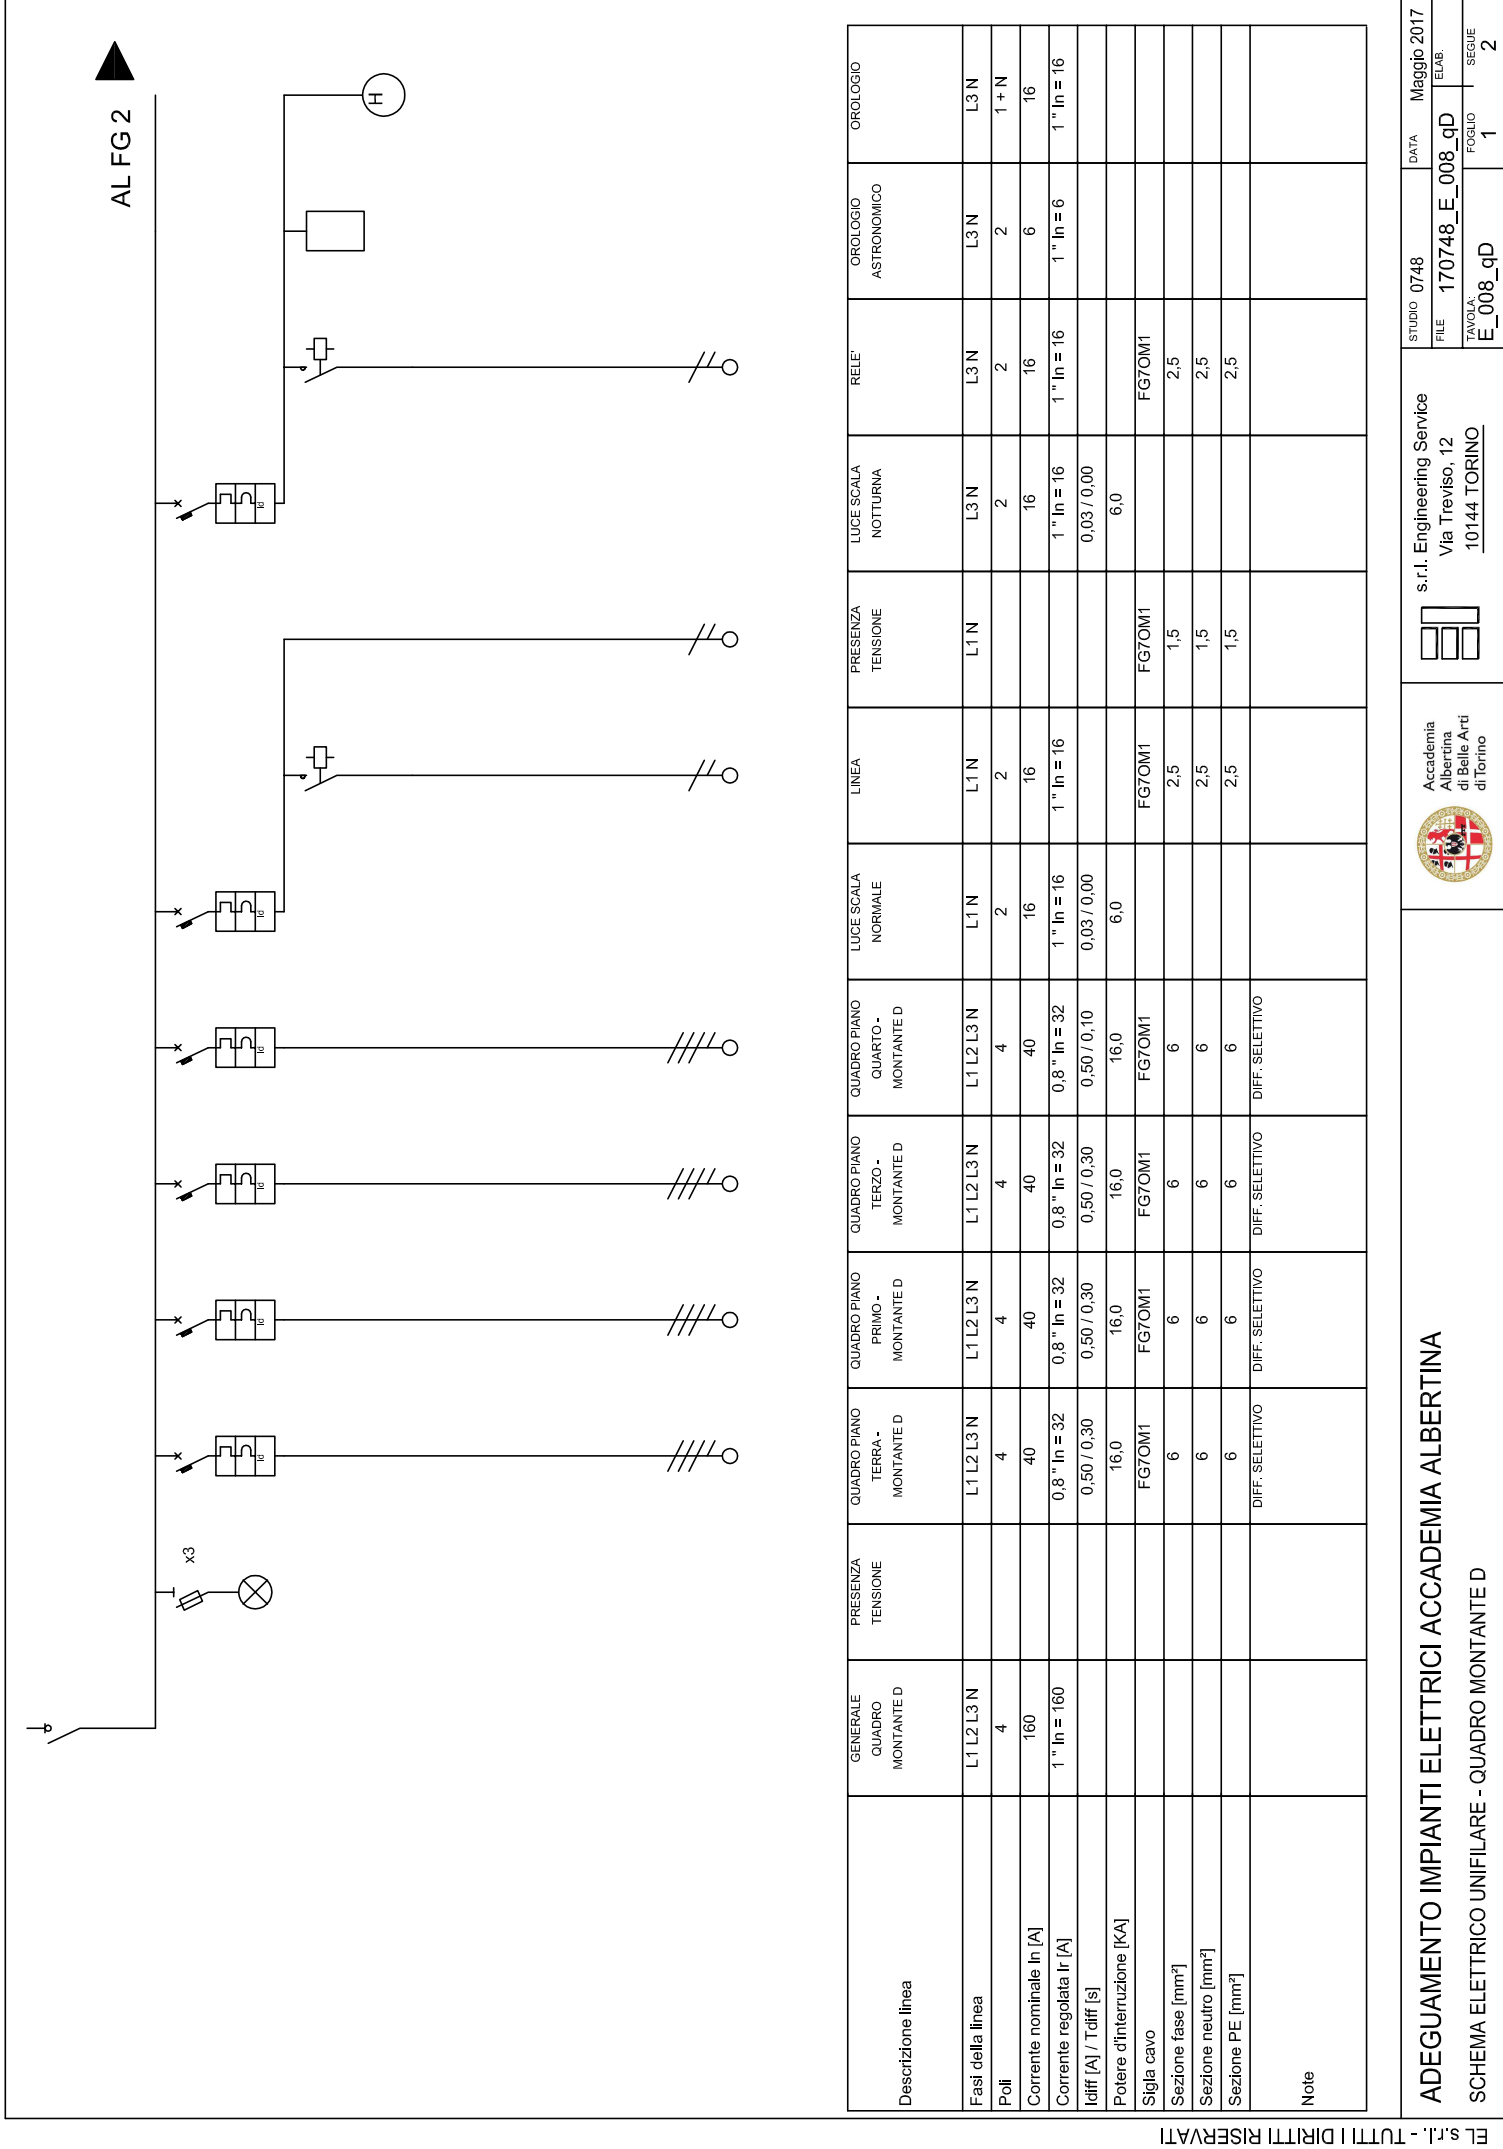 AL FG 2
x3
Id Id Id Id Id Id
H
Descrizione linea | GENERALE QUADRO MONTANTE D | PRESENZA TENSIONE | QUADRO PIANO TERRA - MONTANTE D | QUADRO PIANO PRIMO - MONTANTE D | QUADRO PIANO TERZO - MONTANTE D | QUADRO PIANO QUARTO - MONTANTE D | LUCE SCALA NORMALE | LINEA | PRESENZA TENSIONE | LUCE SCALA NOTTURNA | RELE' | OROLOGIO ASTRONOMICO | OROLOGIO
Fasi della linea | L1 L2 L3 N | | L1 L2 L3 N | L1 L2 L3 N | L1 L2 L3 N | L1 L2 L3 N | L1 N | L1 N | L1 N | L3 N | L3 N | L3 N | L3 N
Poli | 4 | | 4 | 4 | 4 | 4 | 2 | 2 | | 2 | 2 | 2 | 1 + N
Corrente nominale In [A] | 160 | | 40 | 40 | 40 | 40 | 16 | 16 | | 16 | 16 | 6 | 16
Corrente regolata Ir [A] | 1 " In = 160 | | 0,8 " In = 32 | 0,8 " In = 32 | 0,8 " In = 32 | 0,8 " In = 32 | 1 " In = 16 | 1 " In = 16 | | 1 " In = 16 | 1 " In = 16 | 1 " In = 6 | 1 " In = 16
Idiff [A] / Tdiff [s] | | | 0,50 / 0,30 | 0,50 / 0,30 | 0,50 / 0,30 | 0,50 / 0,10 | 0,03 / 0,00 | | | 0,03 / 0,00 | | |
Potere d'interruzione [KA] | | | 16,0 | 16,0 | 16,0 | 16,0 | 6,0 | | | 6,0 | | |
Sigla cavo | | | FG7OM1 | FG7OM1 | FG7OM1 | FG7OM1 | | FG7OM1 | FG7OM1 | | FG7OM1 | |
Sezione fase [mm²] | | | 6 | 6 | 6 | 6 | | 2,5 | 1,5 | | 2,5 | |
Sezione neutro [mm²] | | | 6 | 6 | 6 | 6 | | 2,5 | 1,5 | | 2,5 | |
Sezione PE [mm²] | | | 6 | 6 | 6 | 6 | | 2,5 | 1,5 | | 2,5 | |
Note | | | DIFF. SELETTIVO | DIFF. SELETTIVO | DIFF. SELETTIVO | DIFF. SELETTIVO | | | | | | |
ADEGUAMENTO IMPIANTI ELETTRICI ACCADEMIA ALBERTINA
SCHEMA ELETTRICO UNIFILARE - QUADRO MONTANTE D
Accademia
Albertina
di Belle Arti
di Torino
s.r.l. Engineering Service
Via Treviso, 12
10144 TORINO
STUDIO 0748
DATA Maggio 2017
FILE 170748_E_008_qD
ELAB.
TAVOLA: E_008_qD
FOGLIO 1
SEGUE 2
EL s.r.l. - TUTTI I DIRITTI RISERVATI